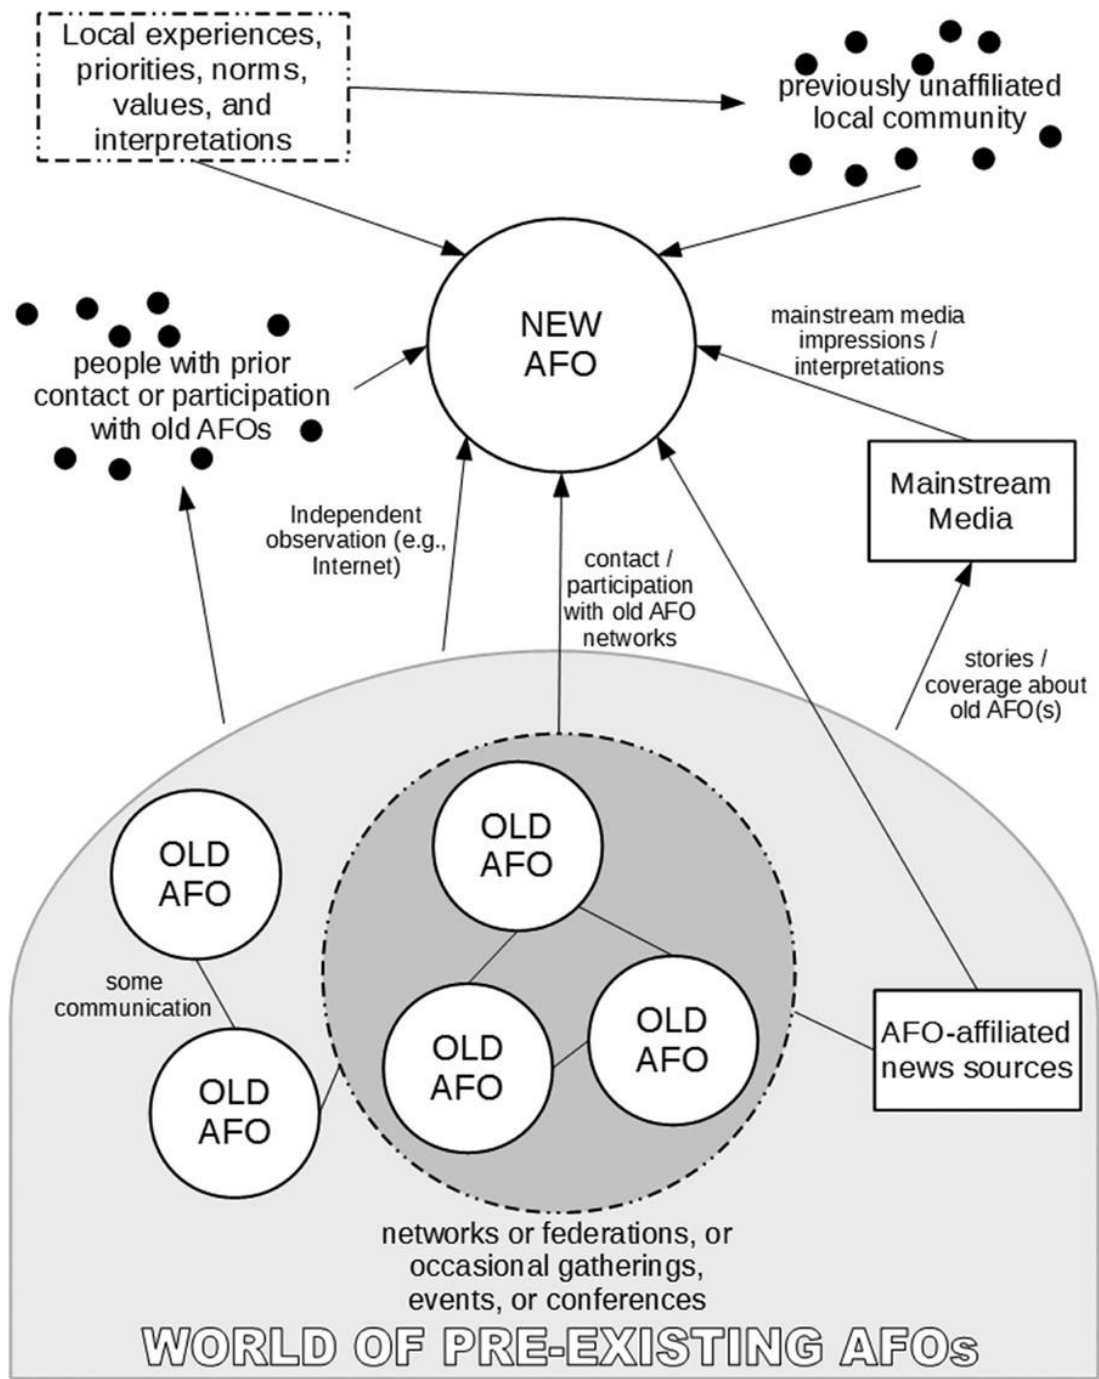 Local experiences,
priorities, norms,
values, and
interpretations
previously unaffiliated
local community
NEW
AFO
people with prior
contact or participation
with old AFOs
mainstream media
impressions /
interpretations
Mainstream
Media
Independent
observation (e.g.,
Internet)
contact /
participation
with old AFO
networks
stories /
coverage about
old AFO(s)
OLD
AFO
OLD
AFO
some
communication
OLD
AFO
OLD
AFO
OLD
AFO
AFO-affiliated
news sources
networks or federations, or
occasional gatherings,
events, or conferences
WORLD OF PRE-EXISTING AFOs